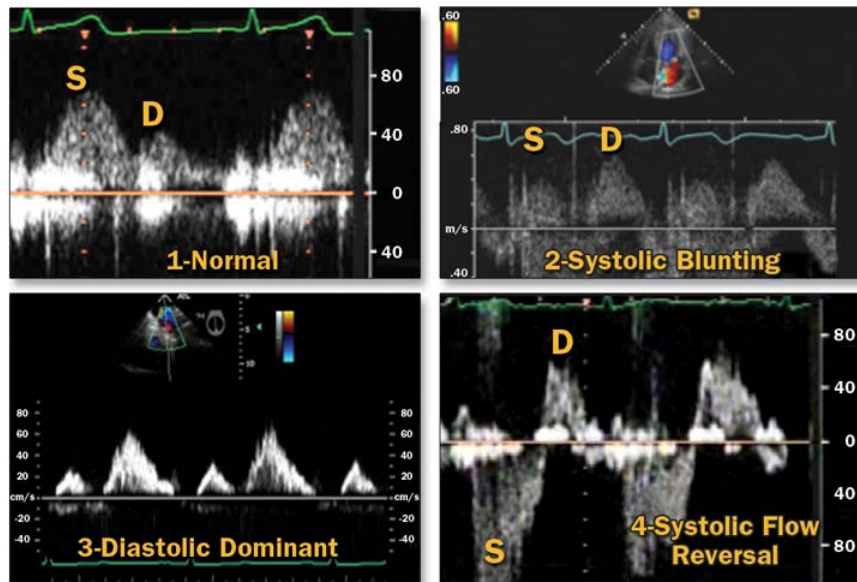 S
D
80
40
0
40
1-Normal
.60
.60
.80
S
D
m/s
.40
2-Systolic Blunting
5
10
80
60
40
20
cm/s
-20
-40
80
60
40
20
cm/s
-20
-40
3-Diastolic Dominant
D
S
80
40
0
40
80
4-Systolic Flow
Reversal